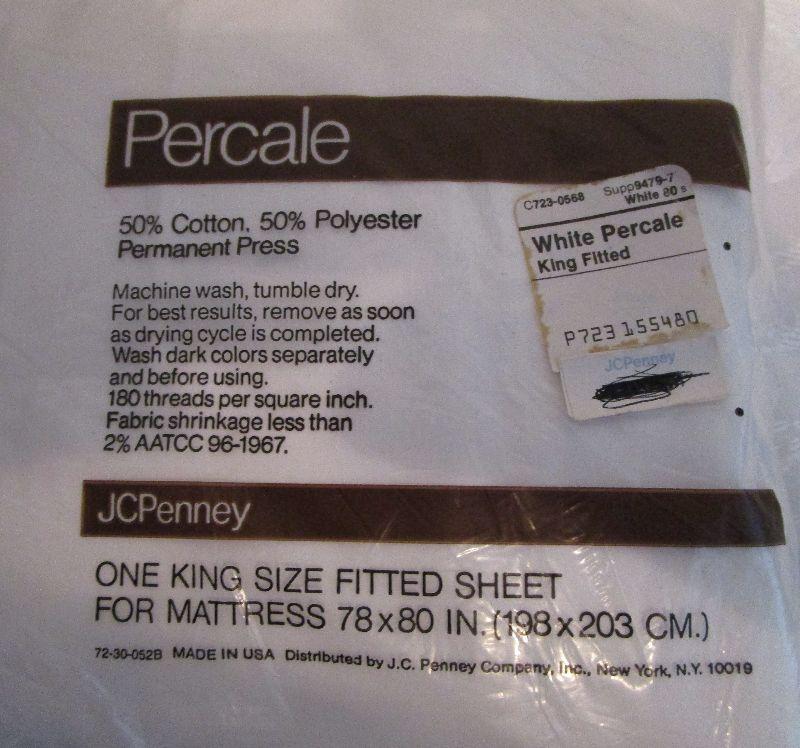 Percale
50% Cotton, 50% Polyester
Permanent Press
Machine wash, tumble dry.
For best results, remove as soon
as drying cycle is completed.
Wash dark colors separately
and before using.
180 threads per square inch.
Fabric shrinkage less than
2% AATCC 96-1967.
C723-0568 Supp9479-7
White 80 s
White Percale
King Fitted
P723 155480
JCPenney
JCPenney
ONE KING SIZE FITTED SHEET
FOR MATTRESS 78x80 IN. (198x203 CM.)
72-30-052B MADE IN USA Distributed by J.C. Penney Company, Inc., New York, N.Y. 10019